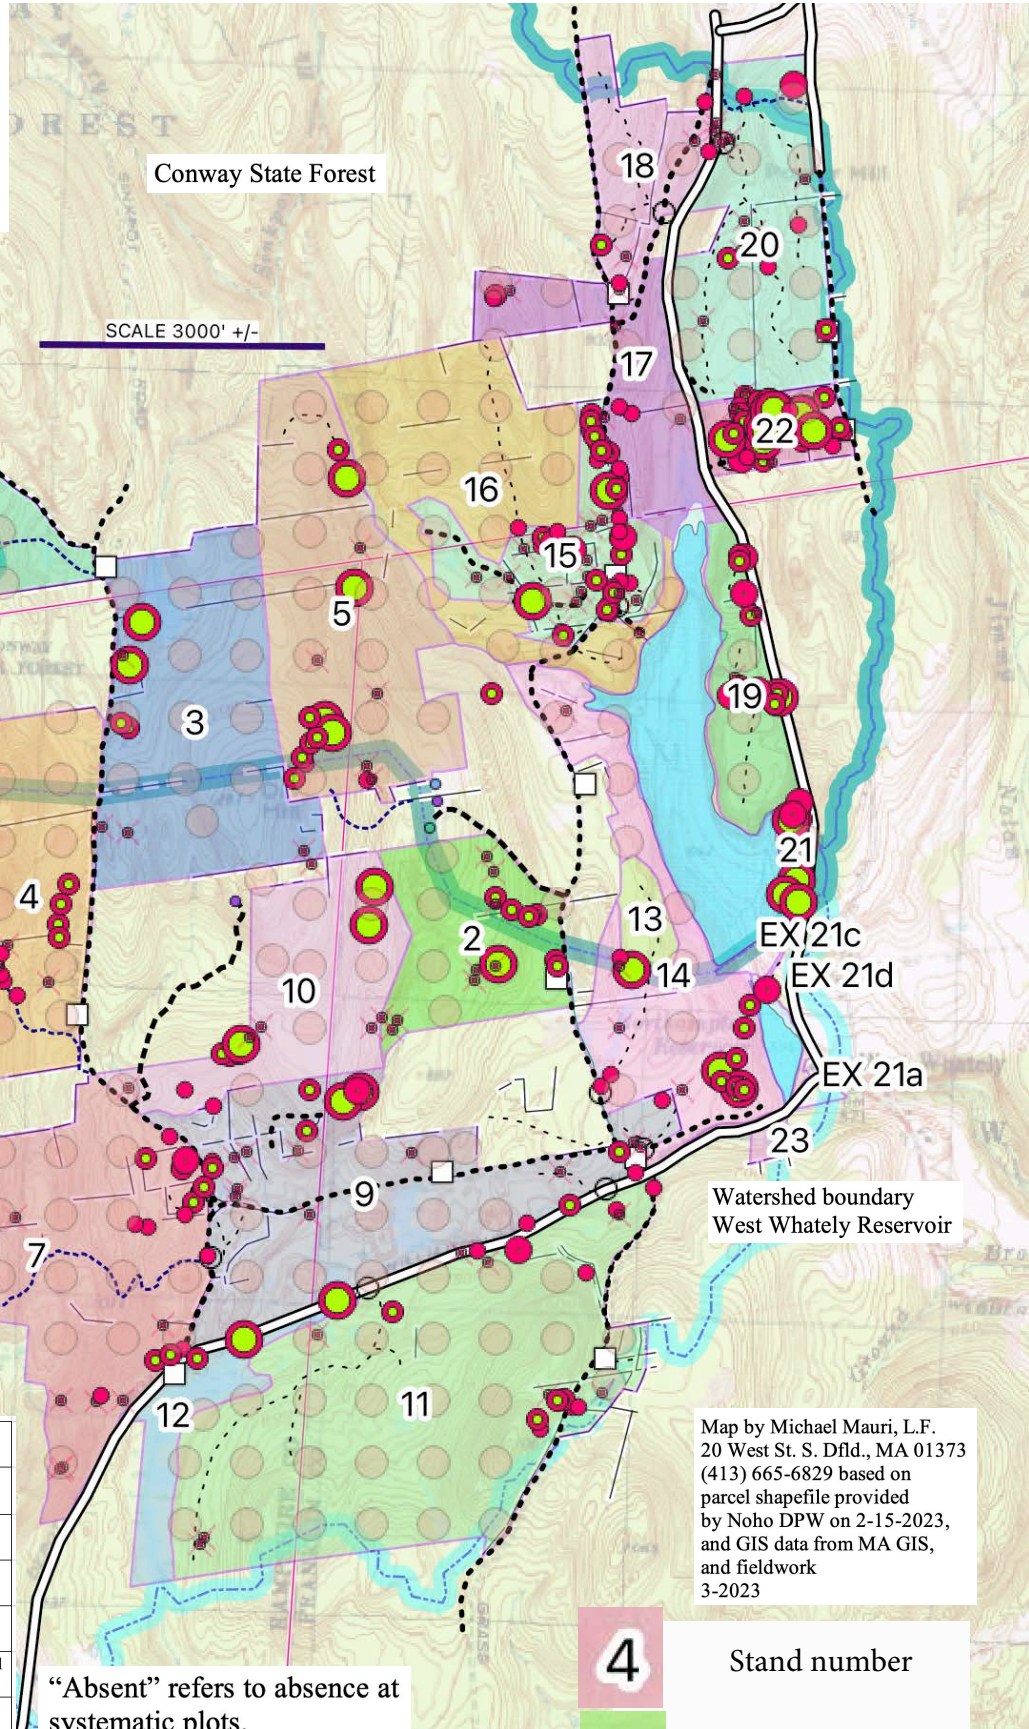 OREST
Conway State Forest
18
20
SCALE 3000' +/-
17
22
16
15
5
19
3
21
4
13
2
EX 21c
14
EX 21d
10
EX 21a
W. Whately
23
W
9
Watershed boundary
West Whately Reservoir
7
11
12
Map by Michael Mauri, L.F.
20 West St. S. Dfld., MA 01373
(413) 665-6829 based on
parcel shapefile provided
by Noho DPW on 2-15-2023,
and GIS data from MA GIS,
and fieldwork
3-2023
4
Stand number
“Absent” refers to absence at
systematic plots.